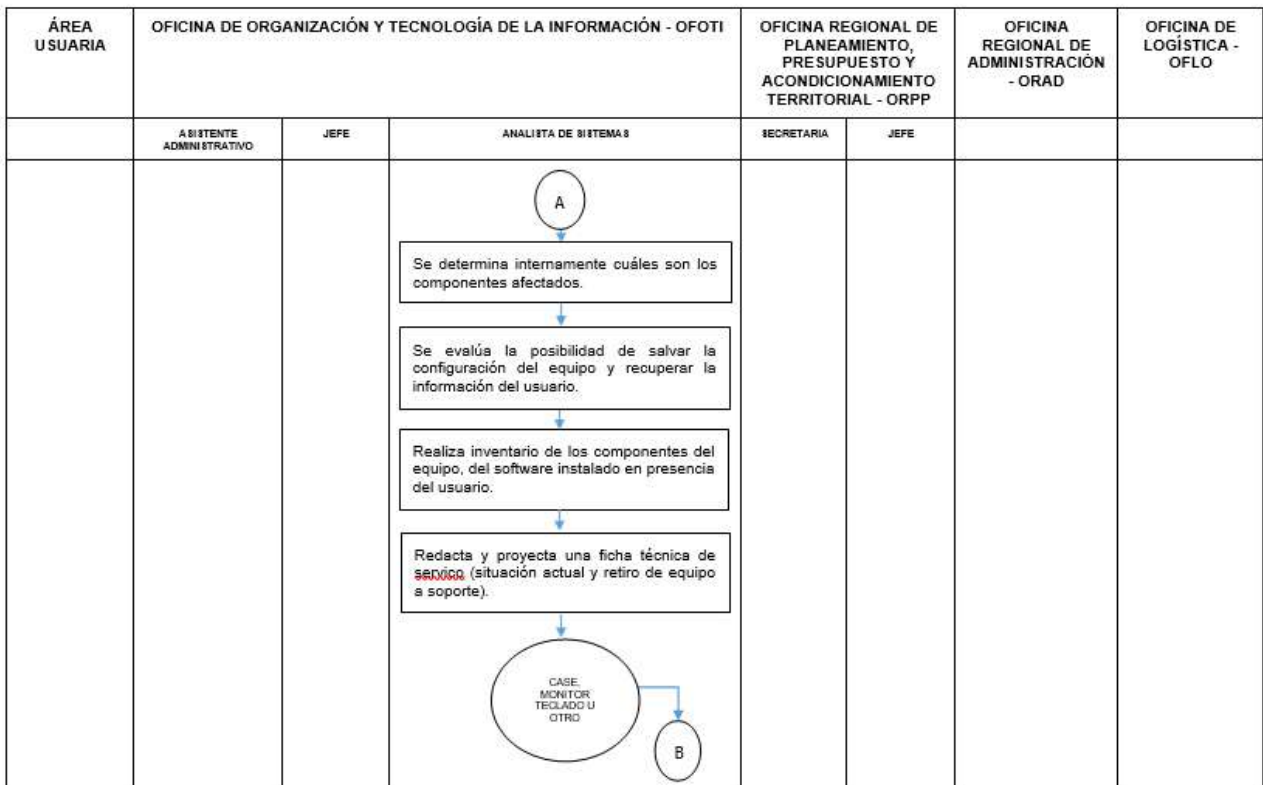 ÁREA
USUARIA
OFICINA DE ORGANIZACIÓN Y TECNOLOGÍA DE LA INFORMACIÓN - OFOTI
OFICINA REGIONAL DE
PLANEAMIENTO,
PRESUPUESTO Y
ACONDICIONAMIENTO
TERRITORIAL - ORPP
OFICINA
REGIONAL DE
ADMINISTRACIÓN
- ORAD
OFICINA DE
LOGÍSTICA -
OFLO
ASISTENTE
ADMINISTRATIVO
JEFE
ANALISTA DE SISTEMAS
SECRETARIA
JEFE
A
Se determina internamente cuáles son los
componentes afectados.
Se evalúa la posibilidad de salvar la
configuración del equipo y recuperar la
información del usuario.
Realiza inventario de los componentes del
equipo, del software instalado en presencia
del usuario.
Redacta y proyecta una ficha técnica de
servico (situación actual y retiro de equipo
a soporte).
CASE,
MONITOR
TECLADO U
OTRO
B